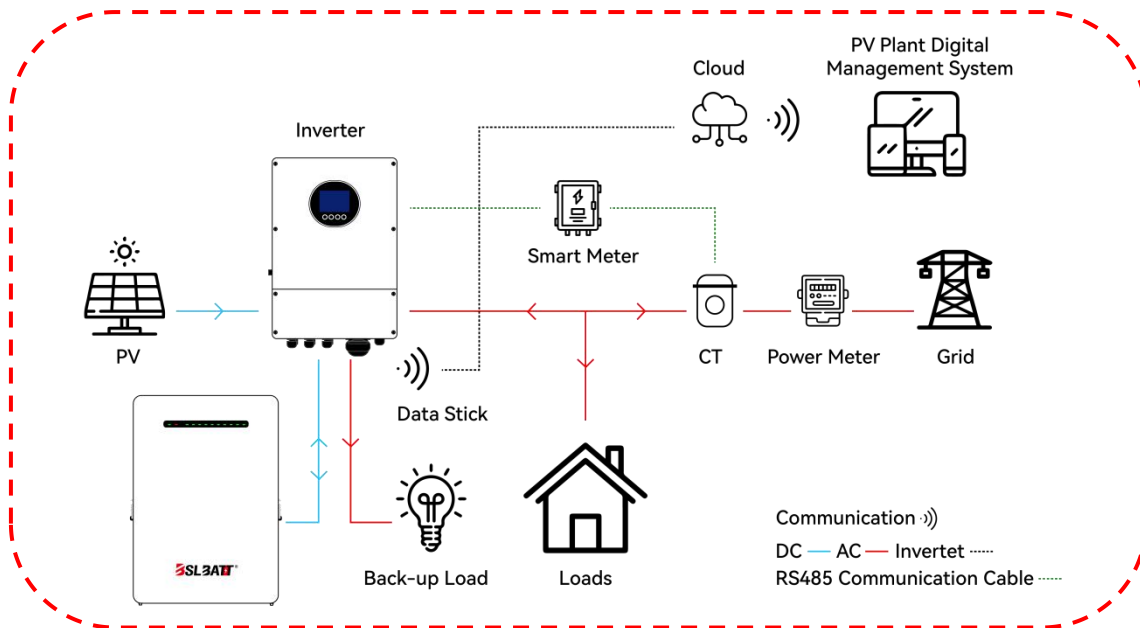 PV Plant Digital
Management System
Cloud
Inverter
Smart Meter
PV
CT
Power Meter
Grid
Data Stick
BSLBATT®
Back-up Load
Loads
Communication
DC AC Invertet
RS485 Communication Cable